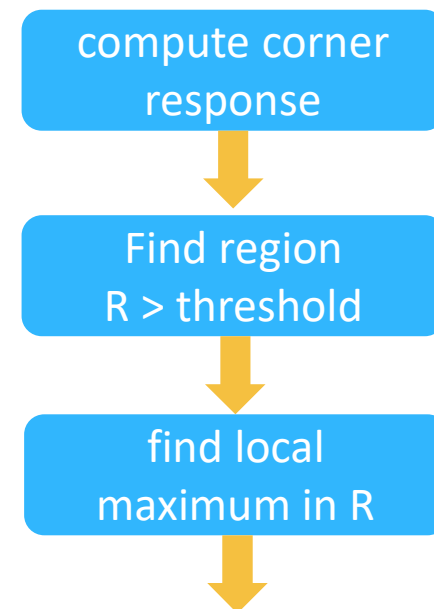 compute corner
response
Find region
R > threshold
find local
maximum in R